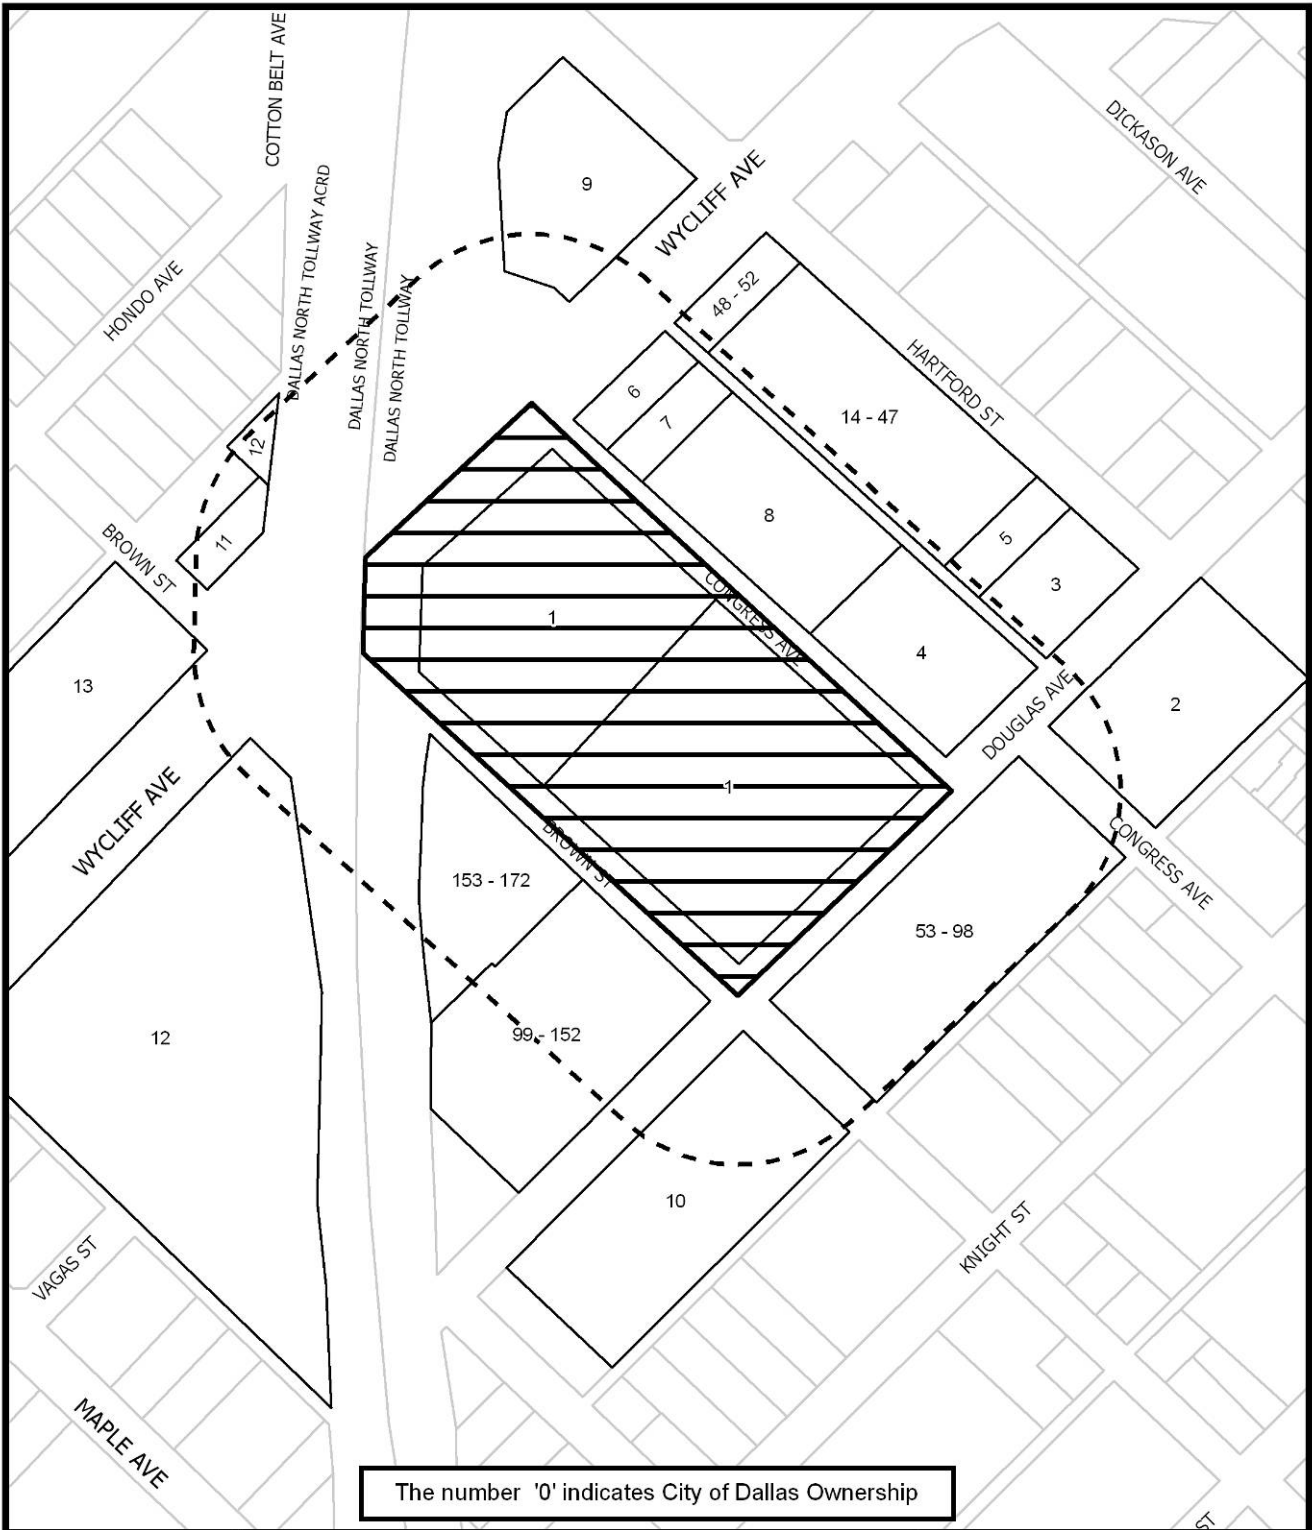 COTTON BELT AVE
DICKASON AVE
9
WYCLIFF AVE
DALLAS NORTH TOLLWAY ACRD
HONDO AVE
DALLAS NORTH TOLLWAY
DALLAS NORTH TOLLWAY
48 - 52
HARTFORD ST
6
7
14 - 47
12
8
5
11
BROWN ST
3
CONGRESS AVE
1
4
13
2
DOUGLAS AVE
1
WYCLIFF AVE
BROWN ST
CONGRESS AVE
153 - 172
53 - 98
12
99 - 152
10
KNIGHT ST
VAGAS ST
MAPLE AVE
The number '0' indicates City of Dallas Ownership
ST